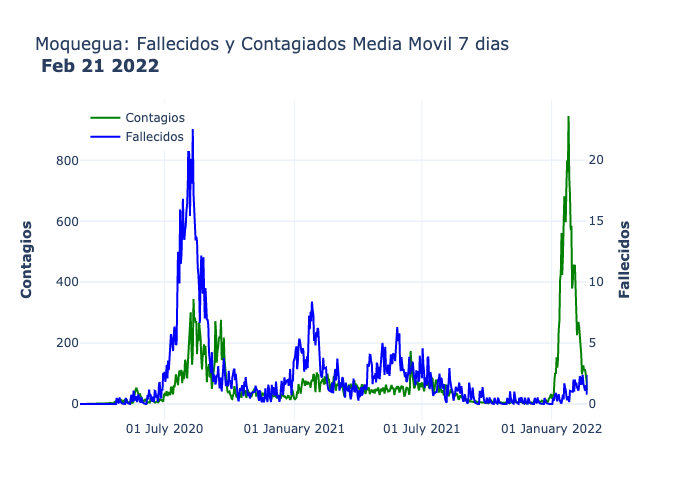 Moquegua: Fallecidos y Contagiados Media Movil 7 dias
Feb 21 2022
Contagios
Fallecidos
800
600
400
200
0
20
15
10
5
0
Contagios
Fallecidos
01 July 2020
01 January 2021
01 July 2021
01 January 2022